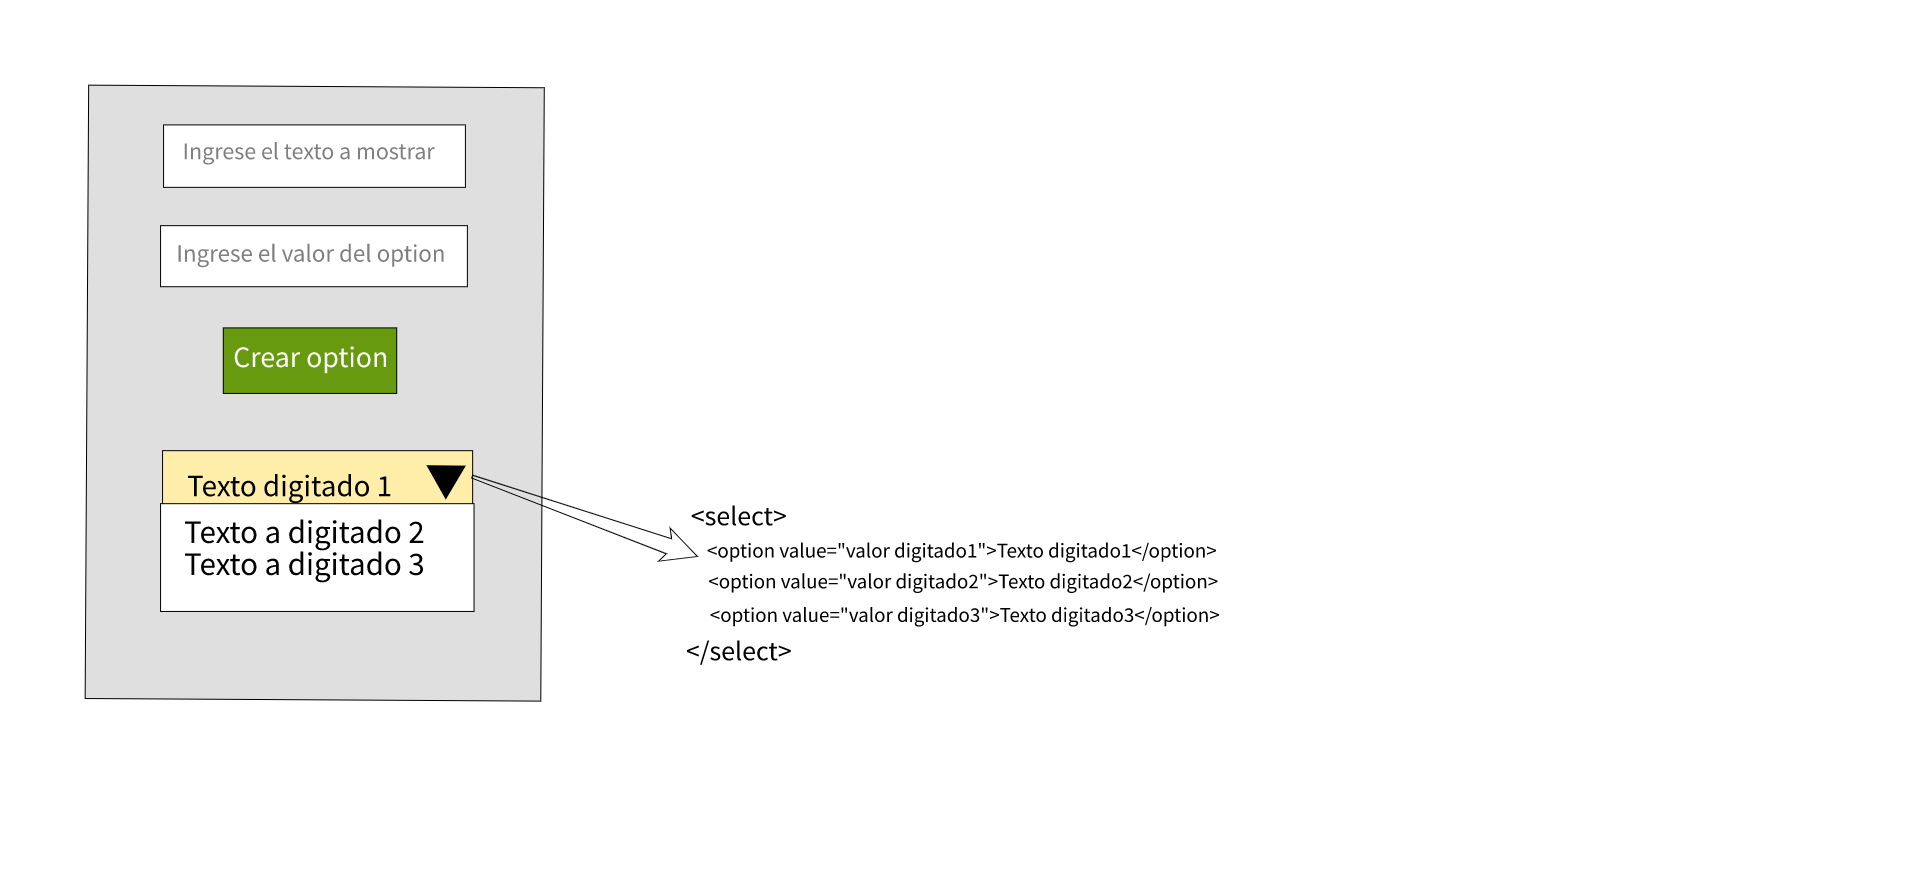 Ingrese el texto a mostrar
Ingrese el valor del option
Crear option
Texto digitado 1
Texto a digitado 2
Texto a digitado 3
<select>
<option value="valor digitado1">Texto digitado1</option>
<option value="valor digitado2">Texto digitado2</option>
<option value="valor digitado3">Texto digitado3</option>
</select>